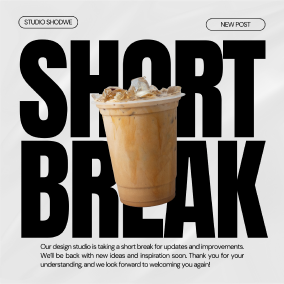 STUDIO SHODWE
NEW POST
SHORT
BREAK
Our design studio is taking a short break for updates and improvements.
We'll be back with new ideas and inspiration soon. Thank you for your
understanding, and we look forward to welcoming you again!